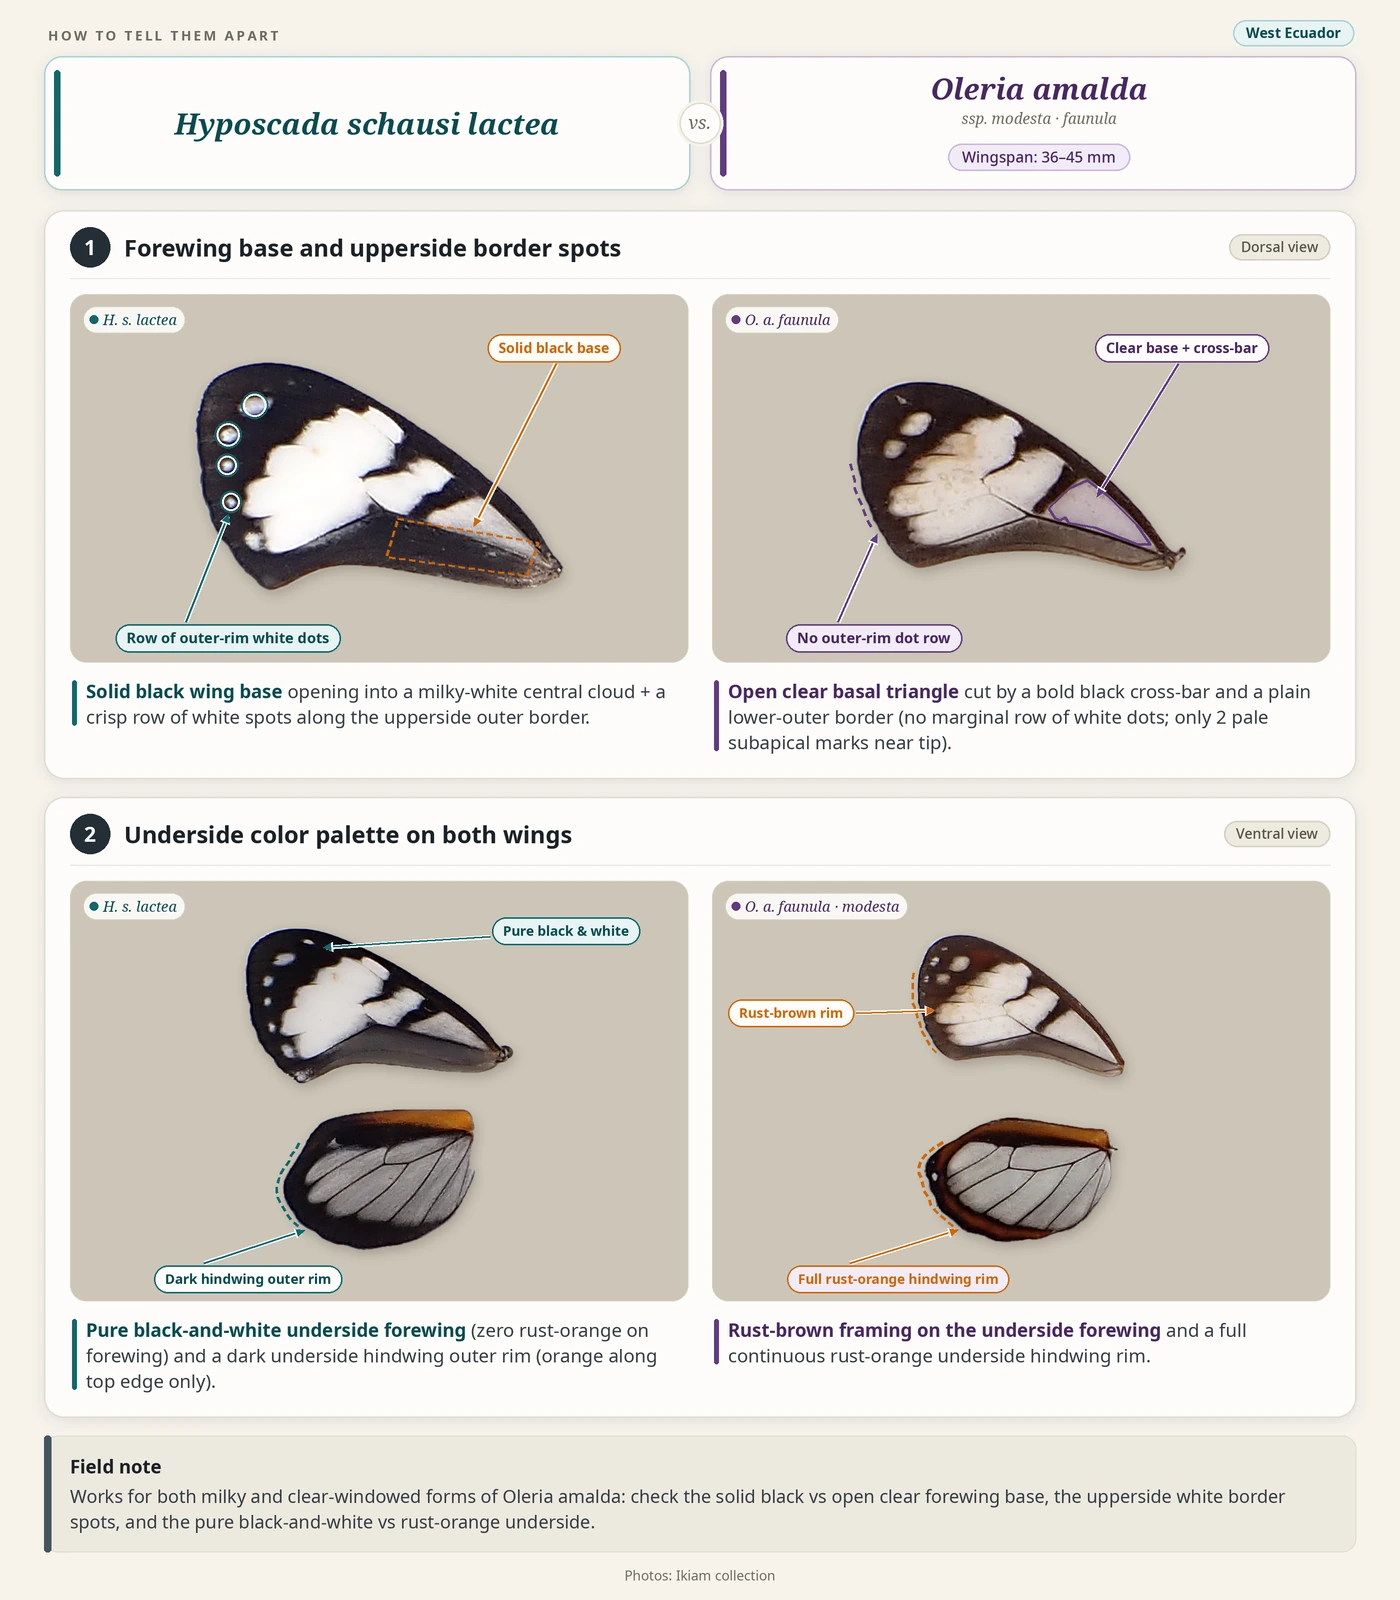 HOW TO TELL THEM APART
West Ecuador
Hyposcada schausi lactea
vs.
Oleria amalda
ssp. modesta · faunula
Wingspan: 36–45 mm
1 Forewing base and upperside border spots
Dorsal view
H. s. lactea
Solid black base
Row of outer-rim white dots
O. a. faunula
Clear base + cross-bar
No outer-rim dot row
Solid black wing base opening into a milky-white central cloud + a
crisp row of white spots along the upperside outer border.
Open clear basal triangle cut by a bold black cross-bar and a plain
lower-outer border (no marginal row of white dots; only 2 pale
subapical marks near tip).
2 Underside color palette on both wings
Ventral view
H. s. lactea
Pure black & white
Dark hindwing outer rim
O. a. faunula · modesta
Rust-brown rim
Full rust-orange hindwing rim
Pure black-and-white underside forewing (zero rust-orange on
forewing) and a dark underside hindwing outer rim (orange along
top edge only).
Rust-brown framing on the underside forewing and a full
continuous rust-orange underside hindwing rim.
Field note
Works for both milky and clear-windowed forms of Oleria amalda: check the solid black vs open clear forewing base, the upperside white border
spots, and the pure black-and-white vs rust-orange underside.
Photos: Ikiam collection